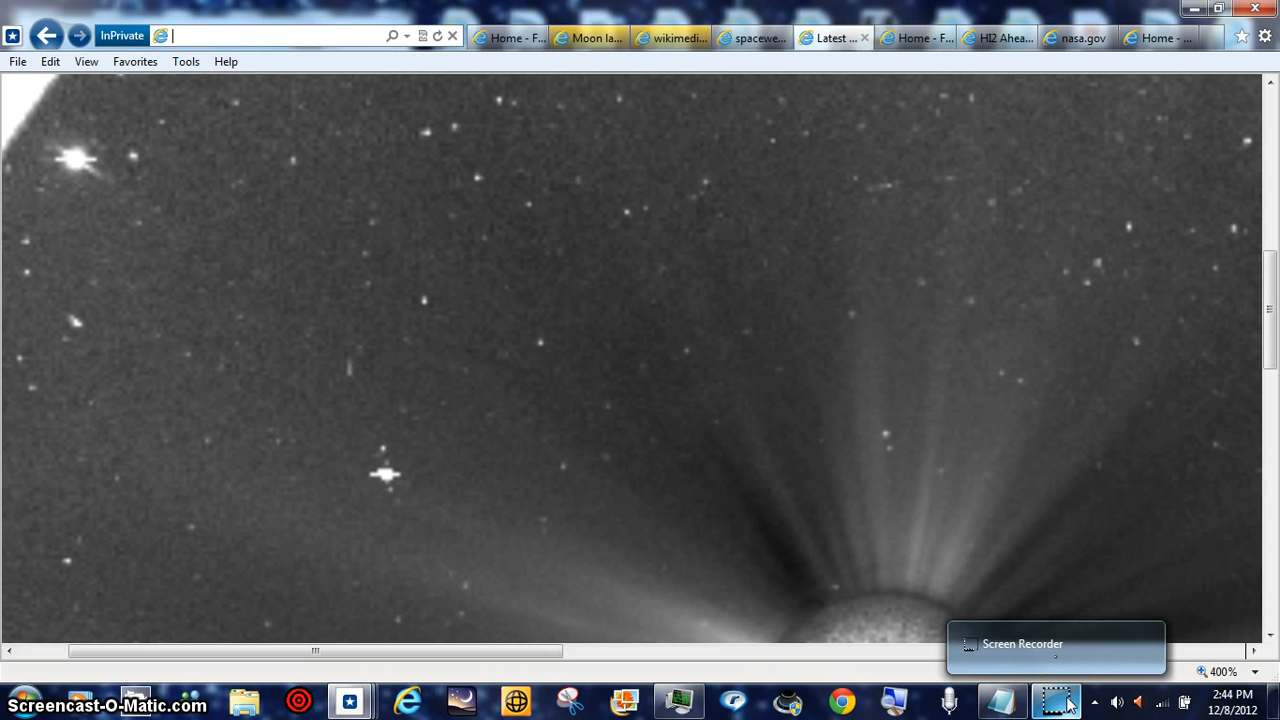 InPrivate
Home - F...
Moon la...
wikimedi...
spacewe...
Latest ...
Home - F...
HI2 Ahea...
nasa.gov
Home - ...
File Edit View Favorites Tools Help
Screen Recorder
400%
2:44 PM
12/8/2012
Screencast-O-Matic.com